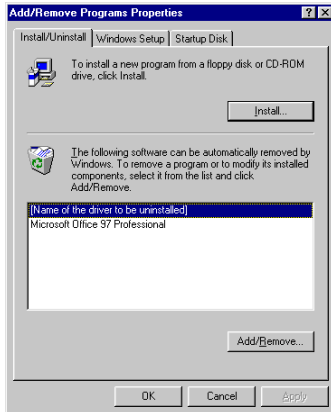 Add/Remove Programs Properties
Install/Uninstall Windows Setup Startup Disk
To install a new program from a floppy disk or CD-ROM
drive, click Install.
Install...
The following software can be automatically removed by
Windows. To remove a program or to modify its installed
components, select it from the list and click
Add/Remove.
[Name of the driver to be uninstalled]
Microsoft Office 97 Professional
Add/Remove...
OK Cancel Apply